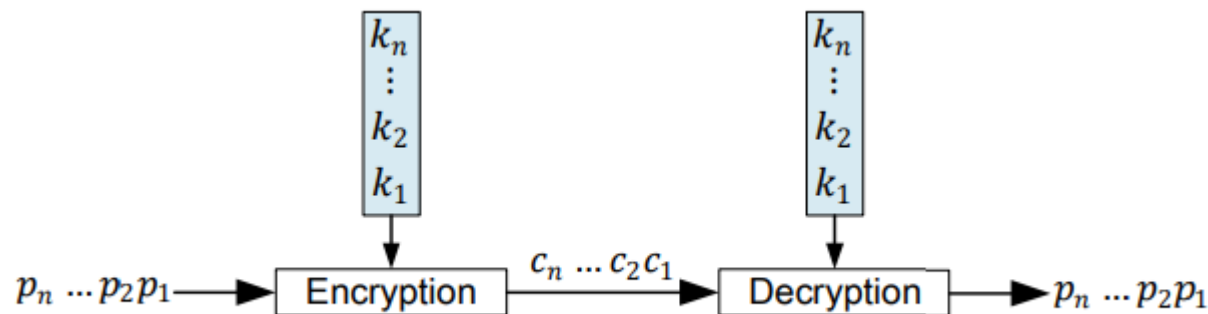 kₙ
⋮
k₂
k₁
kₙ
⋮
k₂
k₁
pₙ … p₂p₁
Encryption
cₙ … c₂c₁
Decryption
pₙ … p₂p₁